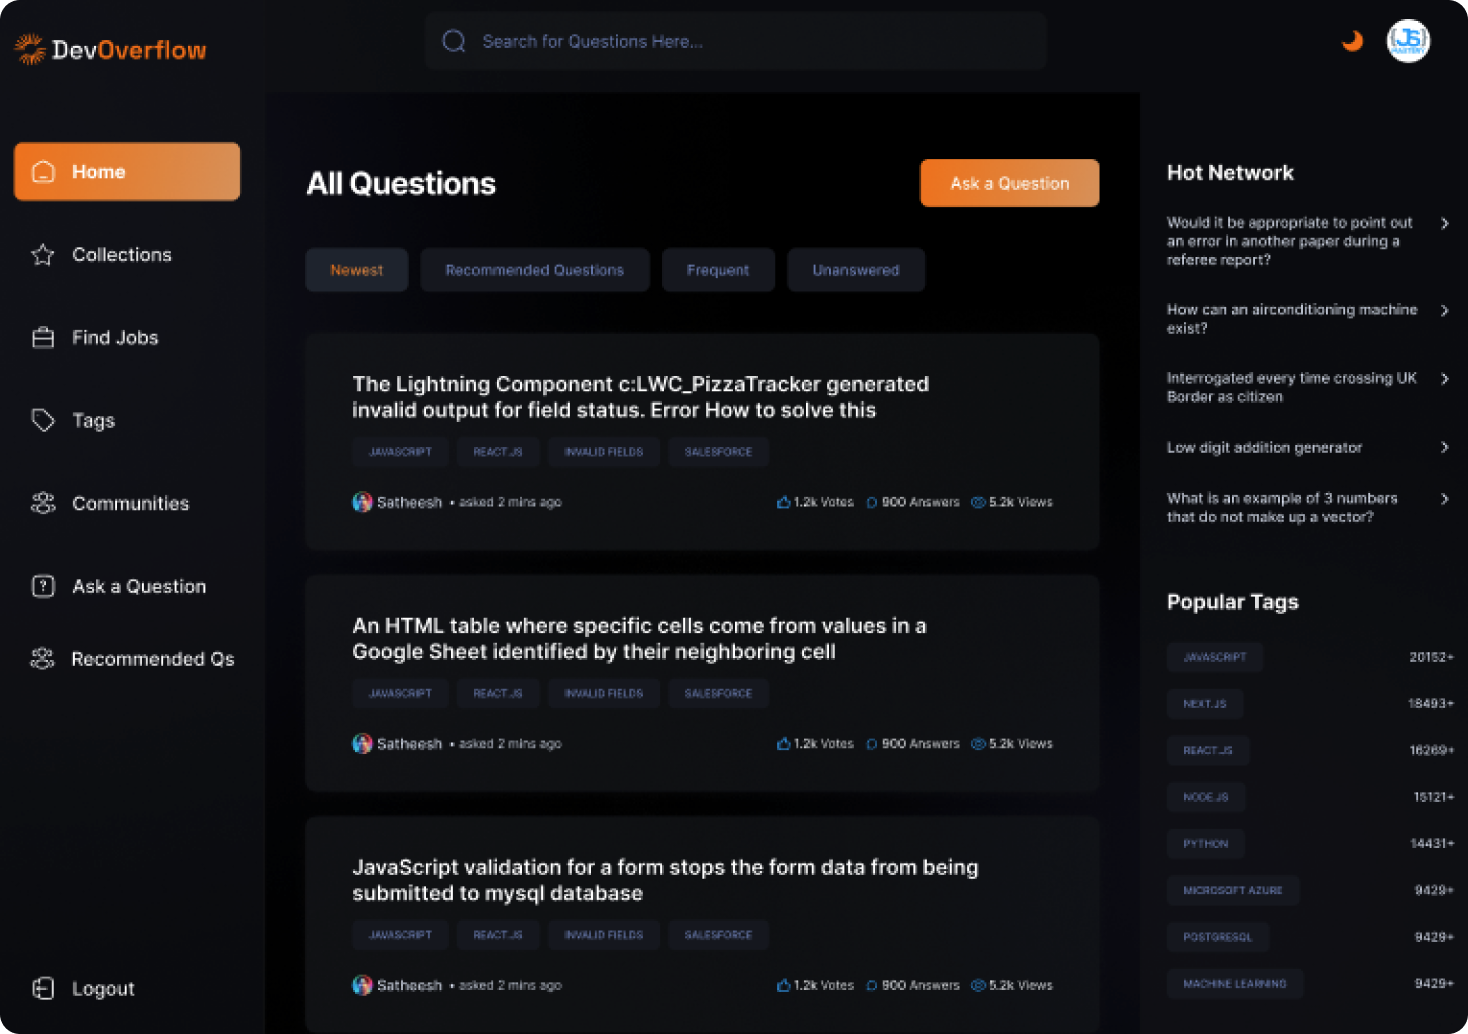 DevOverflow
Search for Questions Here...
JS
MASTERY
Home
Collections
Find Jobs
Tags
Communities
Ask a Question
Recommended Qs
Logout
All Questions
Ask a Question
Newest
Recommended Questions
Frequent
Unanswered
The Lightning Component c:LWC_PizzaTracker generated
invalid output for field status. Error How to solve this
JAVASCRIPT
REACT.JS
INVALID FIELDS
SALESFORCE
Satheesh • asked 2 mins ago
1.2k Votes
900 Answers
5.2k Views
An HTML table where specific cells come from values in a
Google Sheet identified by their neighboring cell
JAVASCRIPT
REACT.JS
INVALID FIELDS
SALESFORCE
Satheesh • asked 2 mins ago
1.2k Votes
900 Answers
5.2k Views
JavaScript validation for a form stops the form data from being
submitted to mysql database
JAVASCRIPT
REACT.JS
INVALID FIELDS
SALESFORCE
Satheesh • asked 2 mins ago
1.2k Votes
900 Answers
5.2k Views
Hot Network
Would it be appropriate to point out
an error in another paper during a
referee report?
How can an airconditioning machine
exist?
Interrogated every time crossing UK
Border as citizen
Low digit addition generator
What is an example of 3 numbers
that do not make up a vector?
Popular Tags
JAVASCRIPT 20152+
NEXT.JS 18493+
REACT.JS 16269+
NODE.JS 15121+
PYTHON 14431+
MICROSOFT AZURE 9429+
POSTGRESQL 9429+
MACHINE LEARNING 9429+